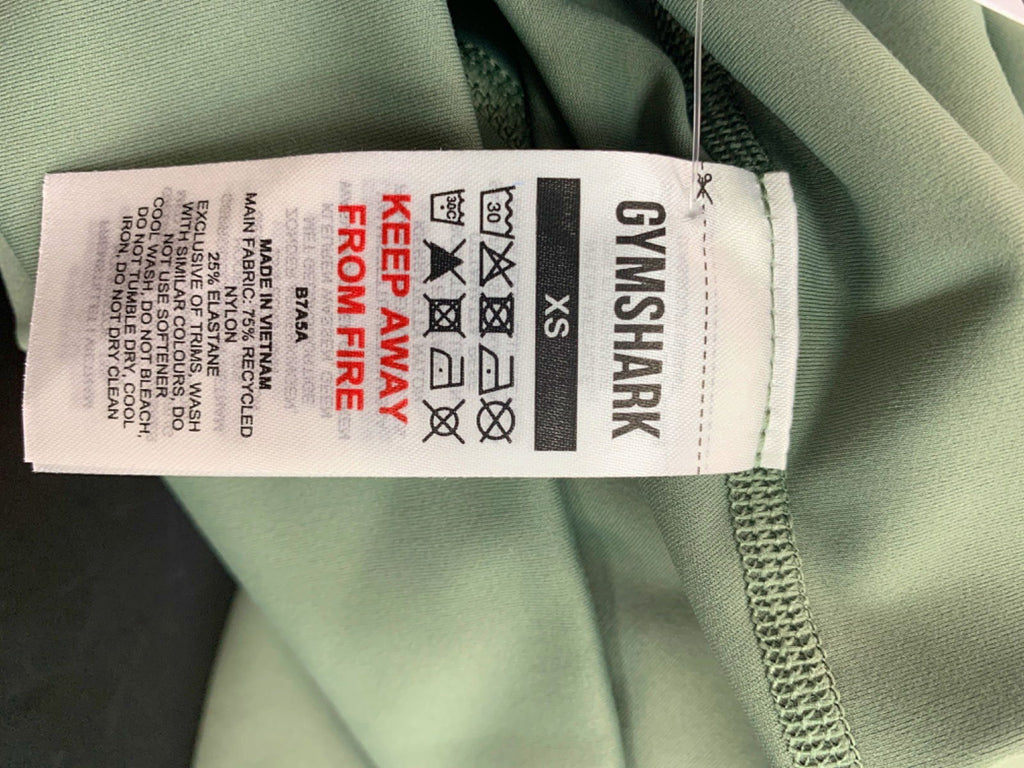 GYMSHARK
XS
30
30C
KEEP AWAY
FROM FIRE
B7A5A
MADE IN VIETNAM
MAIN FABRIC: 75% RECYCLED
NYLON
25% ELASTANE
EXCLUSIVE OF TRIMS, WASH
WITH SIMILAR COLOURS, DO
NOT USE SOFTENER
COOL WASH, DO NOT BLEACH,
DO NOT TUMBLE DRY, COOL
IRON, DO NOT DRY CLEAN